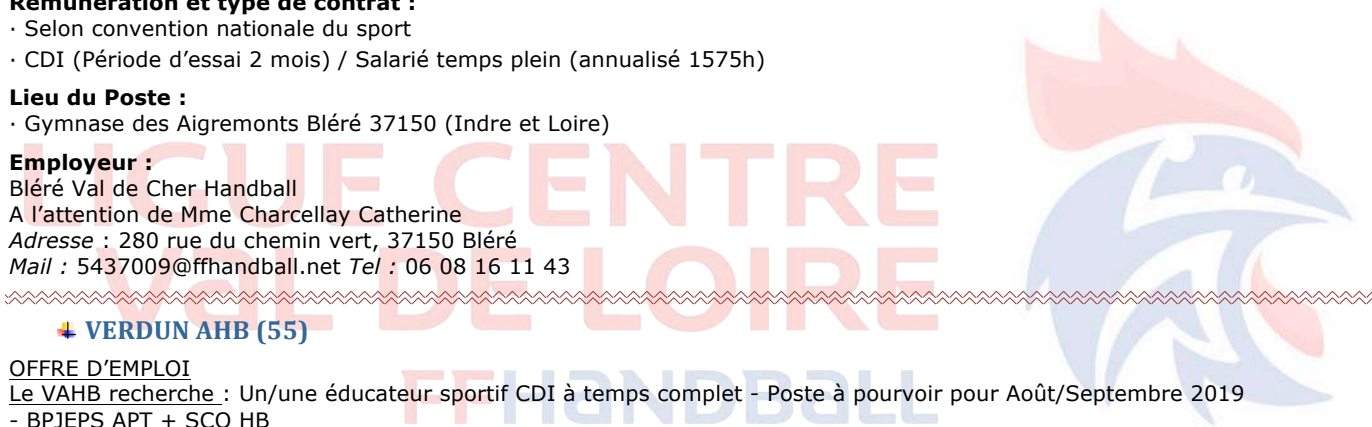 Rémunération et type de contrat :
· Selon convention nationale du sport
· CDI (Période d’essai 2 mois) / Salarié temps plein (annualisé 1575h)
Lieu du Poste :
· Gymnase des Aigremonts Bléré 37150 (Indre et Loire)
Employeur :
Bléré Val de Cher Handball
A l’attention de Mme Charcellay Catherine
Adresse : 280 rue du chemin vert, 37150 Bléré
Mail : 5437009@ffhandball.net Tel : 06 08 16 11 43
VERDUN AHB (55)
OFFRE D’EMPLOI
Le VAHB recherche : Un/une éducateur sportif CDI à temps complet - Poste à pourvoir pour Août/Septembre 2019
- BPJEPS APT + SCO HB
LIGUE CENTRE
VaL DE LOIRE
FFHANDBaLL